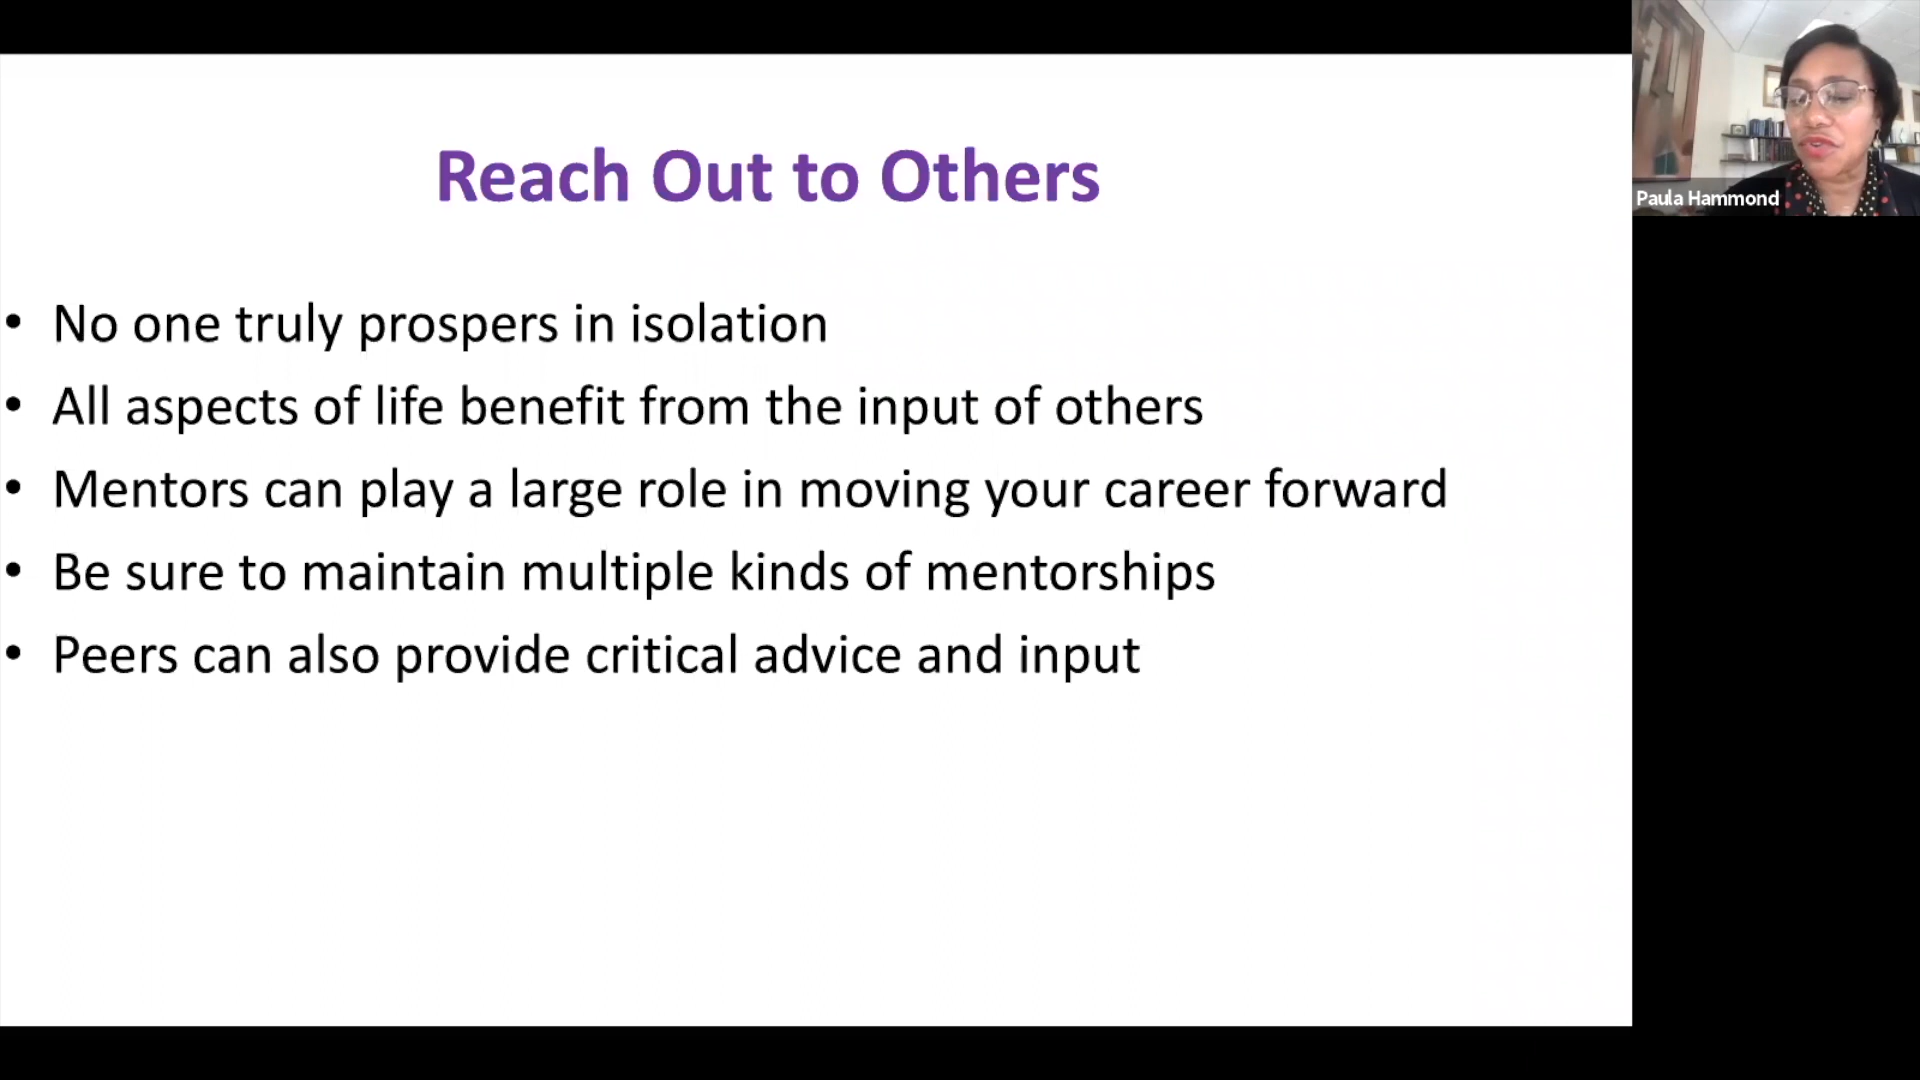 Reach Out to Others
• No one truly prospers in isolation
• All aspects of life benefit from the input of others
• Mentors can play a large role in moving your career forward
• Be sure to maintain multiple kinds of mentorships
• Peers can also provide critical advice and input
Paula Hammond